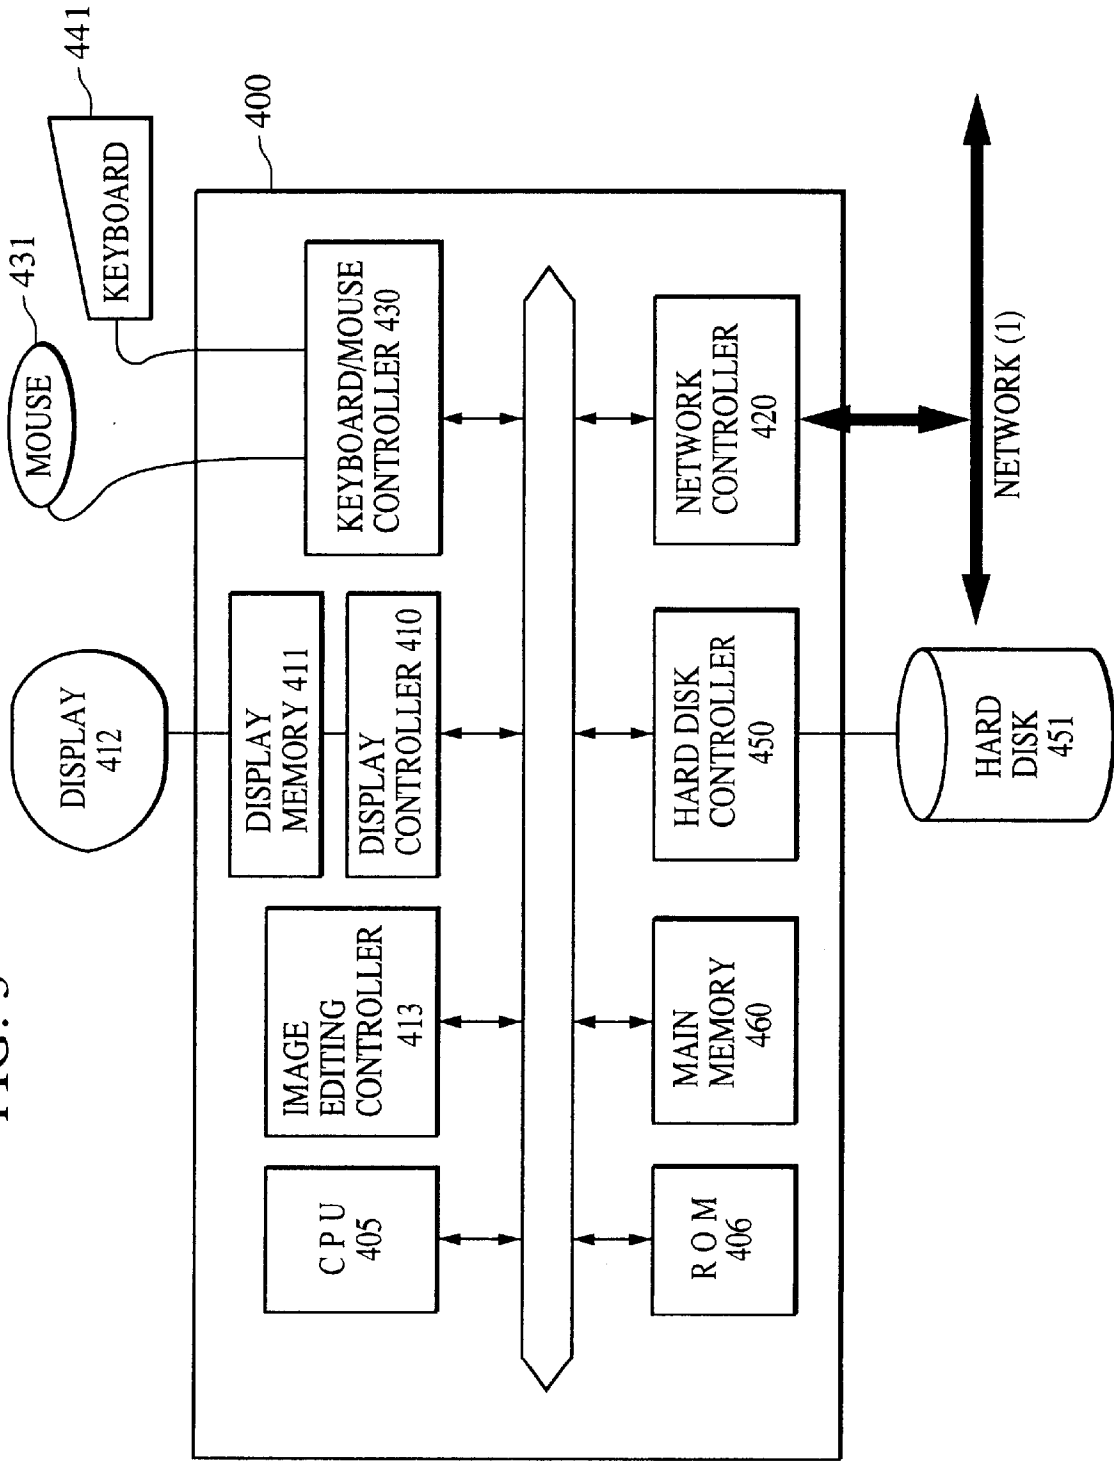 FIG.
DISPLAY
412
MOUSE
431
KEYBOARD
441
400
CPU
405
IMAGE
EDITING
CONTROLLER
413
DISPLAY
MEMORY 411
DISPLAY
CONTROLLER 410
KEYBOARD/MOUSE
CONTROLLER 430
ROM
406
MAIN
MEMORY
460
HARD DISK
CONTROLLER
450
NETWORK
CONTROLLER
420
HARD
DISK
451
NETWORK (1)